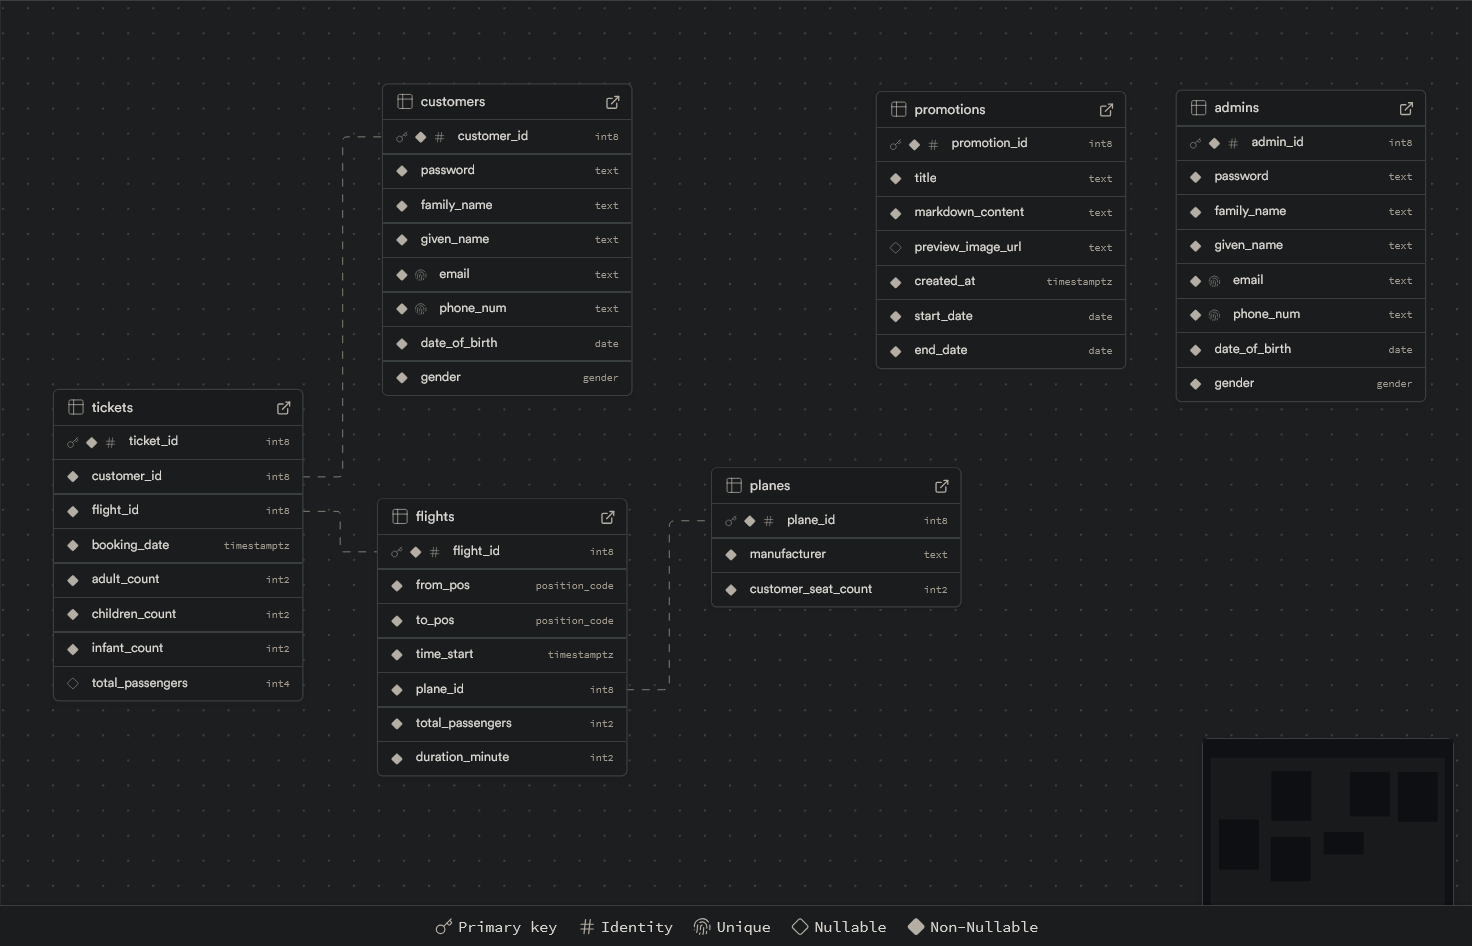 customers
customer_id int8
password text
family_name text
given_name text
email text
phone_num text
date_of_birth date
gender gender
promotions
promotion_id int8
title text
markdown_content text
preview_image_url text
created_at timestamptz
start_date date
end_date date
admins
admin_id int8
password text
family_name text
given_name text
email text
phone_num text
date_of_birth date
gender gender
tickets
ticket_id int8
customer_id int8
flight_id int8
booking_date timestamptz
adult_count int2
children_count int2
infant_count int2
total_passengers int4
flights
flight_id int8
from_pos position_code
to_pos position_code
time_start timestamptz
plane_id int8
total_passengers int2
duration_minute int2
planes
plane_id int8
manufacturer text
customer_seat_count int2
Primary key Identity Unique Nullable Non-Nullable